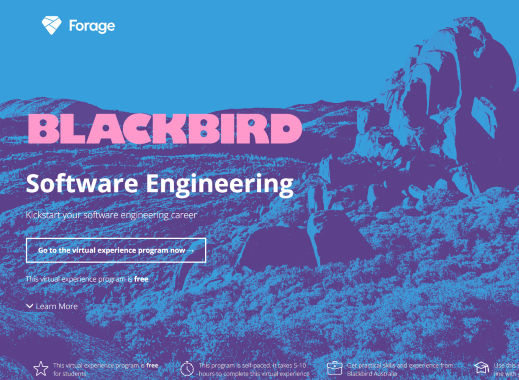 Forage
BLACKBIRD
Software Engineering
Kickstart your software engineering career
Go to the virtual experience program now →
This virtual experience program is free
Learn More
This virtual experience program is free
for students
This program is self-paced. It takes 5-10
hours to complete this virtual experience
Get practical skills and experience from
Blackbird Australia
Use this
one with